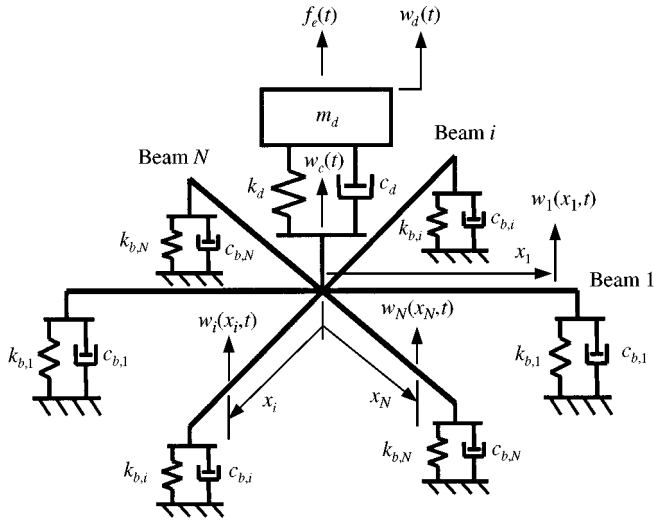 f_e(t)
w_d(t)
m_d
Beam i
Beam N
w_c(t)
k_d
c_d
w_1(x_1,t)
k_{b,i}
c_{b,i}
k_{b,N}
c_{b,N}
x_1
Beam 1
w_i(x_i,t)
w_N(x_N,t)
k_{b,1}
c_{b,1}
k_{b,1}
c_{b,1}
x_i
x_N
k_{b,i}
c_{b,i}
k_{b,N}
c_{b,N}